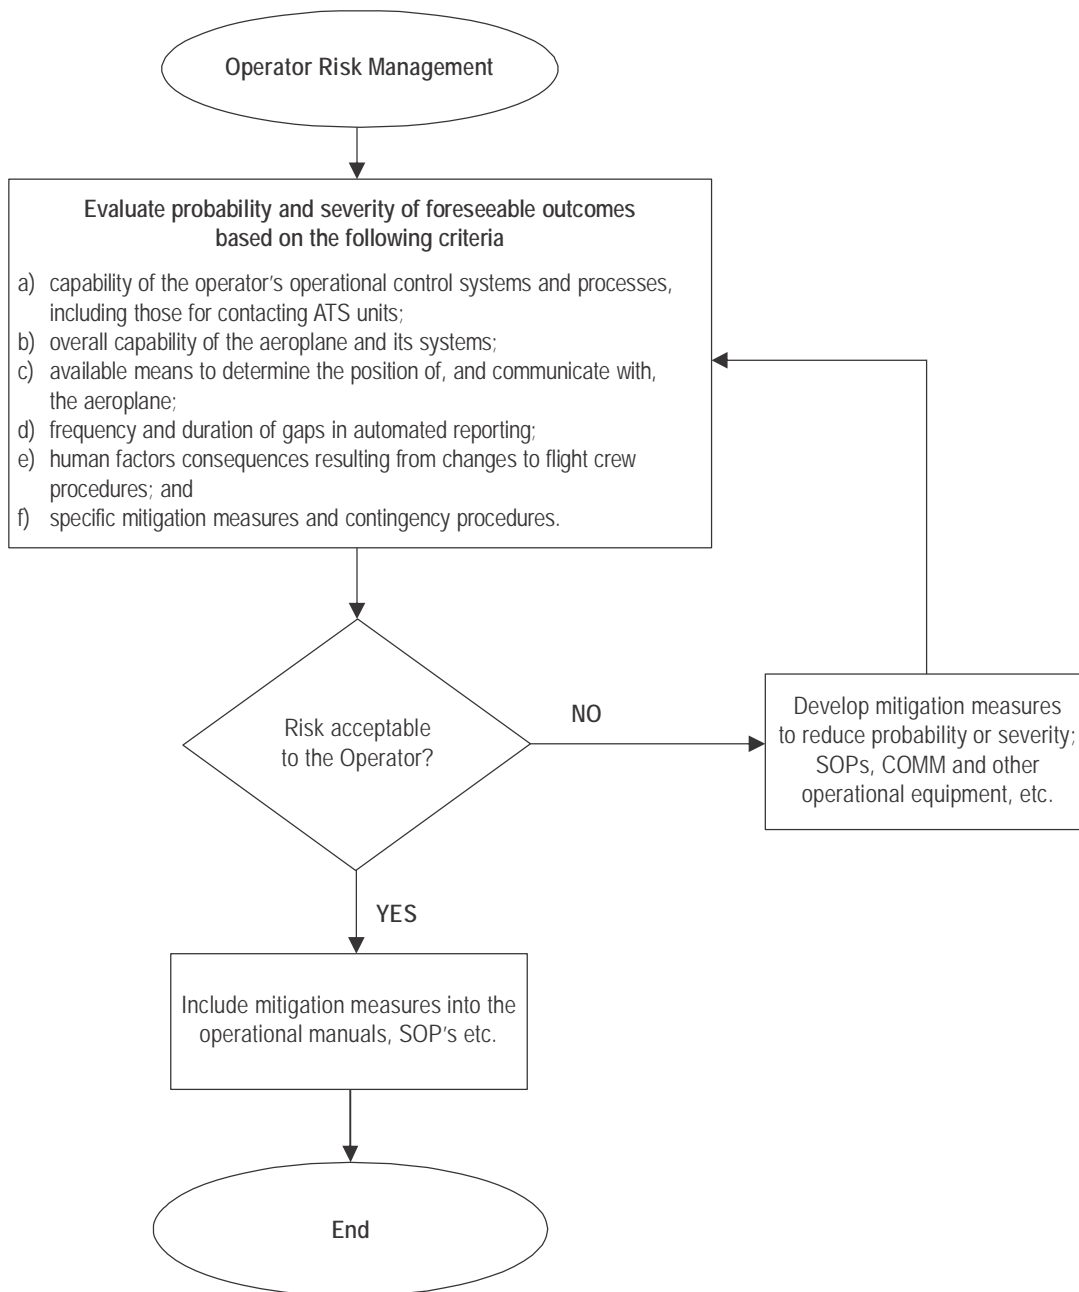 Operator Risk Management
Evaluate probability and severity of foreseeable outcomes
based on the following criteria
a) capability of the operator's operational control systems and processes,
including those for contacting ATS units;
b) overall capability of the aeroplane and its systems;
c) available means to determine the position of, and communicate with,
the aeroplane;
d) frequency and duration of gaps in automated reporting;
e) human factors consequences resulting from changes to flight crew
procedures; and
f) specific mitigation measures and contingency procedures.
Risk acceptable
to the Operator?
NO
Develop mitigation measures
to reduce probability or severity;
SOPs, COMM and other
operational equipment, etc.
YES
Include mitigation measures into the
operational manuals, SOP's etc.
End